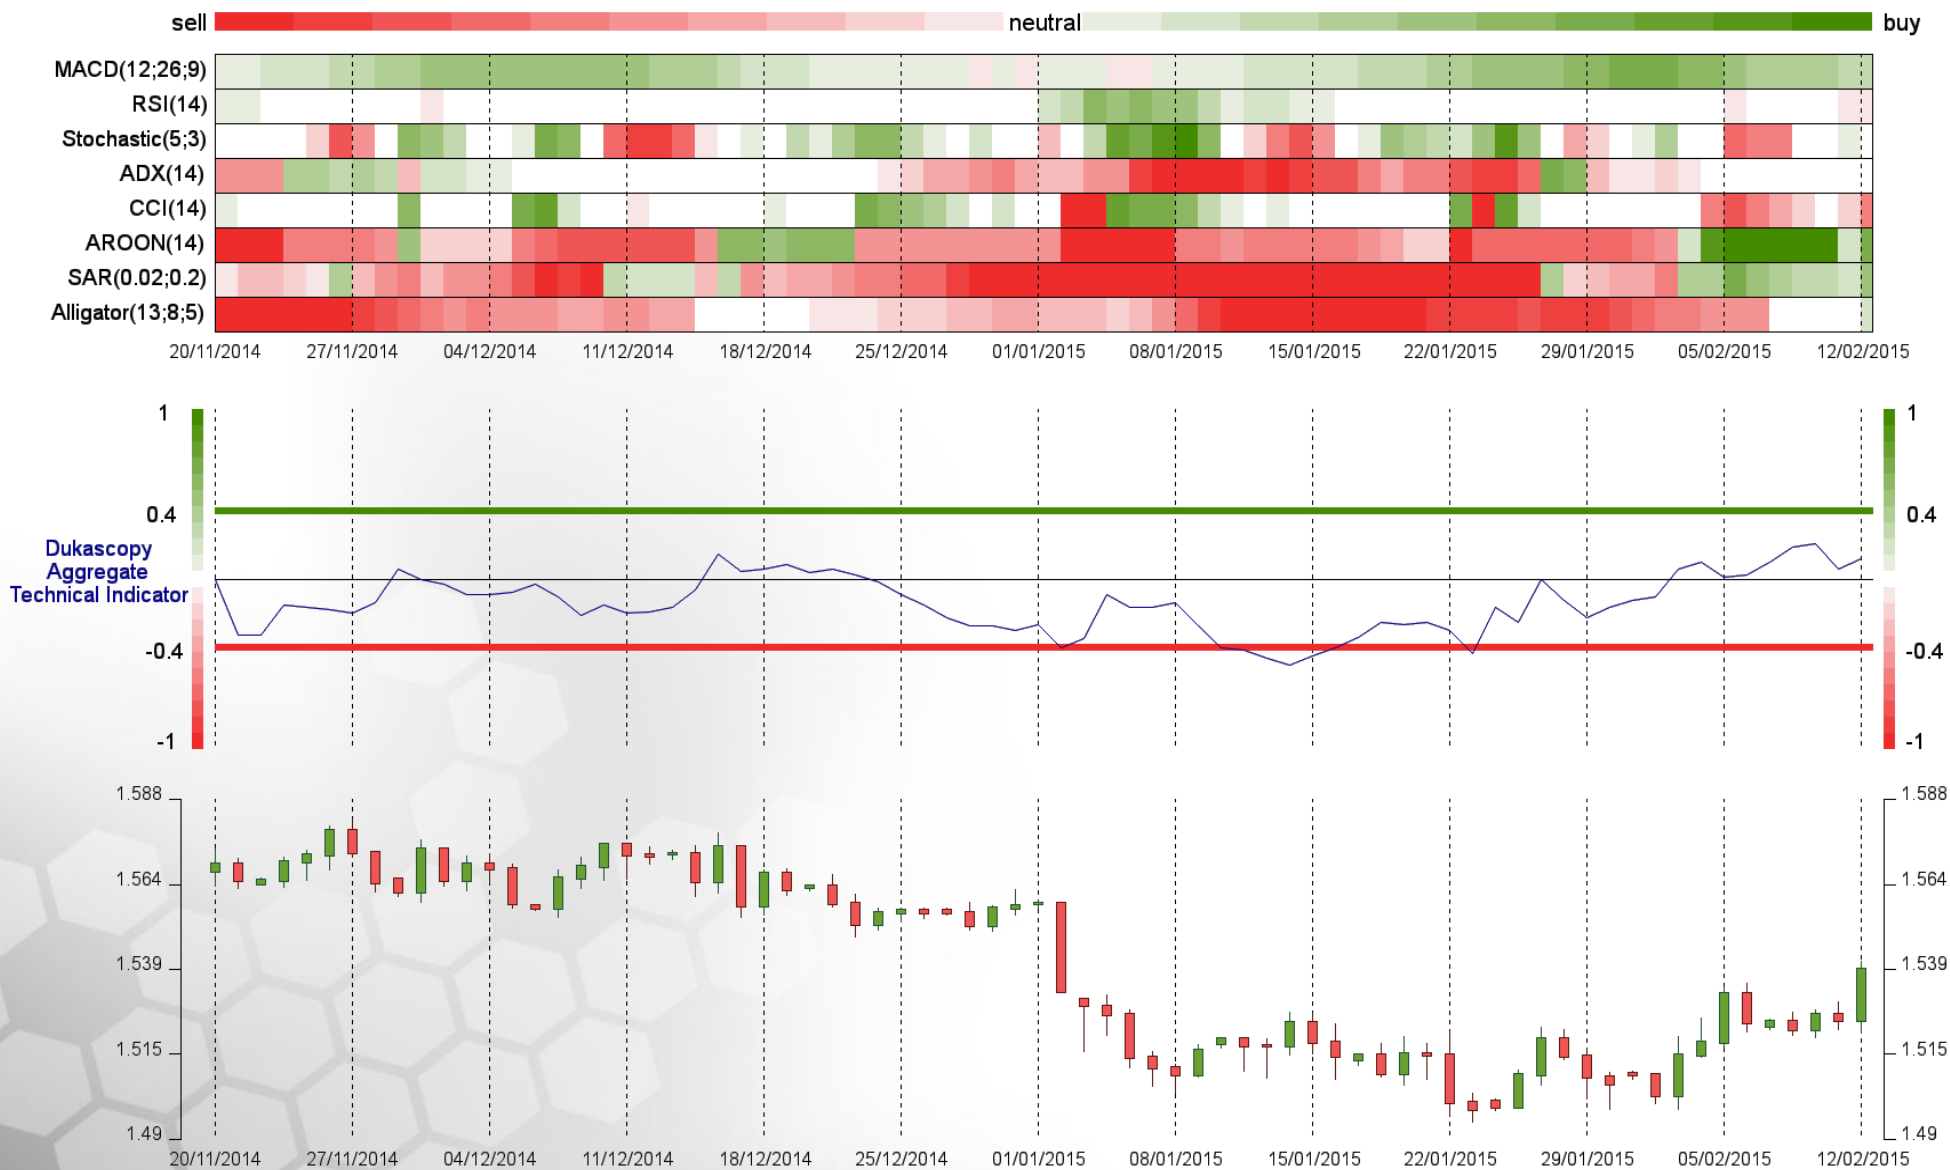 sell neutral buy
MACD(12;26;9)
RSI(14)
Stochastic(5;3)
ADX(14)
CCI(14)
AROON(14)
SAR(0.02;0.2)
Alligator(13;8;5)
20/11/2014 27/11/2014 04/12/2014 11/12/2014 18/12/2014 25/12/2014 01/01/2015 08/01/2015 15/01/2015 22/01/2015 29/01/2015 05/02/2015 12/02/2015
1 1
0.4 0.4
Dukascopy
Aggregate
Technical Indicator
-0.4 -0.4
-1 -1
1.588 1.588
1.564 1.564
1.539 1.539
1.515 1.515
1.49 1.49
20/11/2014 27/11/2014 04/12/2014 11/12/2014 18/12/2014 25/12/2014 01/01/2015 08/01/2015 15/01/2015 22/01/2015 29/01/2015 05/02/2015 12/02/2015